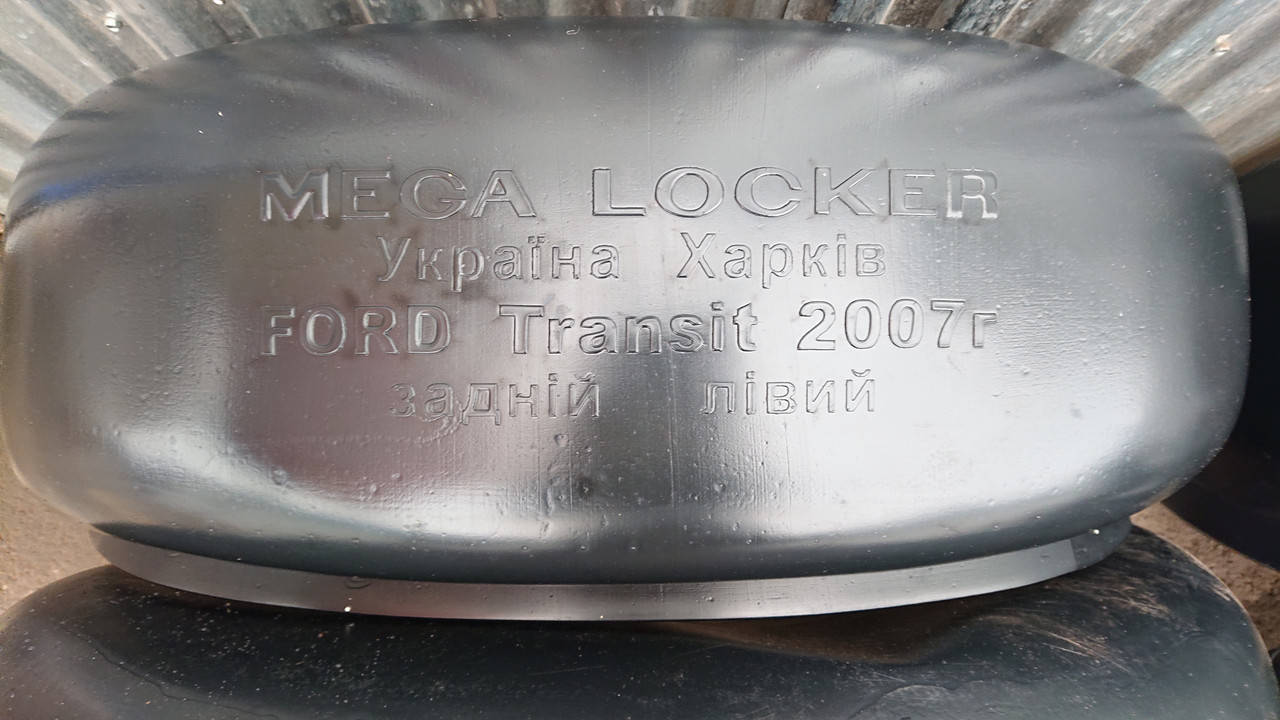 MEGA LOCKER
Україна Харків
FORD Transit 2007г
задній лівий